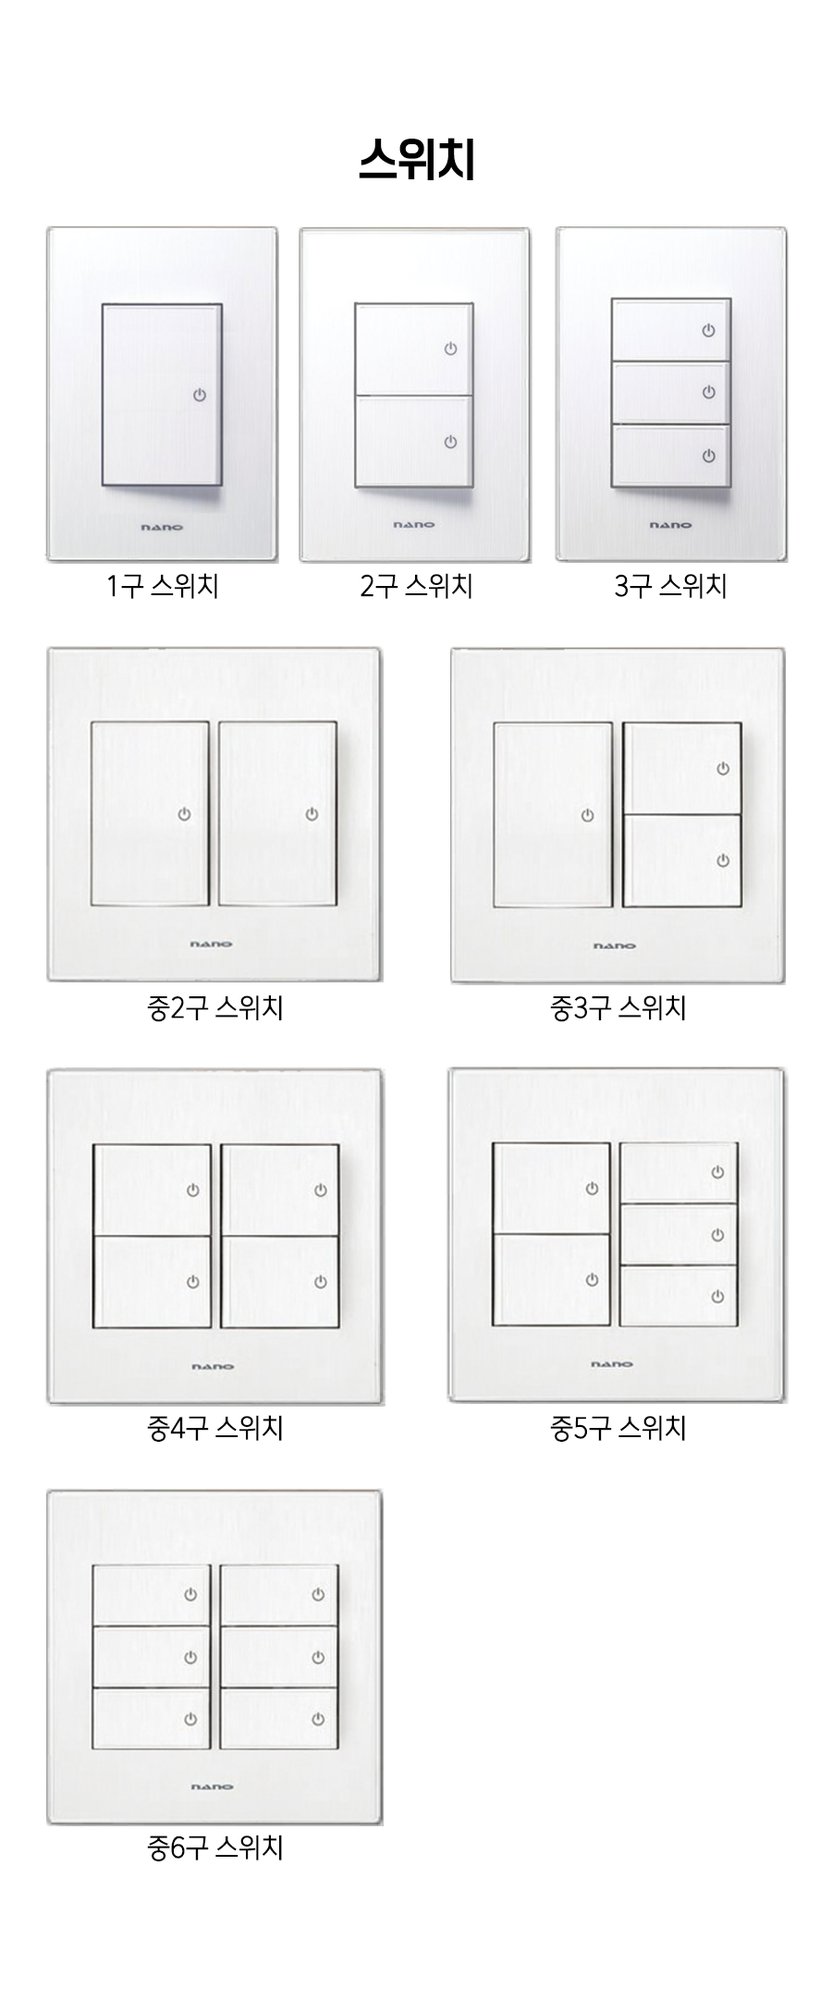 스위치
nano
nano
nano
1구 스위치
2구 스위치
3구 스위치
nano
nano
중2구 스위치
중3구 스위치
nano
nano
중4구 스위치
중5구 스위치
nano
중6구 스위치